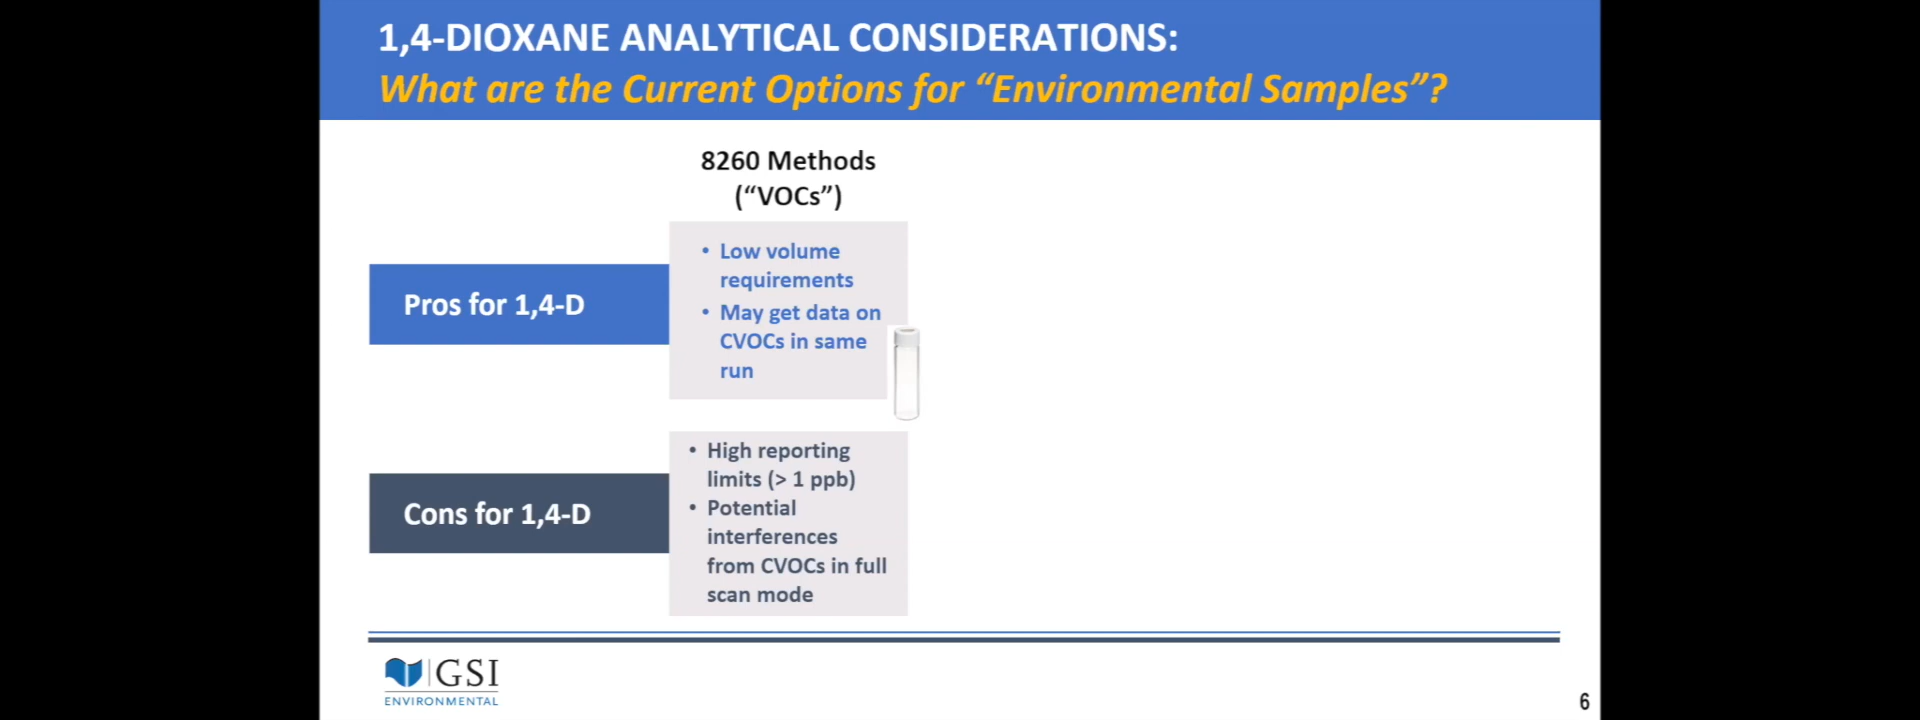 1,4-DIOXANE ANALYTICAL CONSIDERATIONS:
What are the Current Options for “Environmental Samples”?
8260 Methods
(“VOCs”)
Pros for 1,4-D
• Low volume
requirements
• May get data on
CVOCs in same
run
Cons for 1,4-D
• High reporting
limits (> 1 ppb)
• Potential
interferences
from CVOCs in full
scan mode
GSI
ENVIRONMENTAL
6